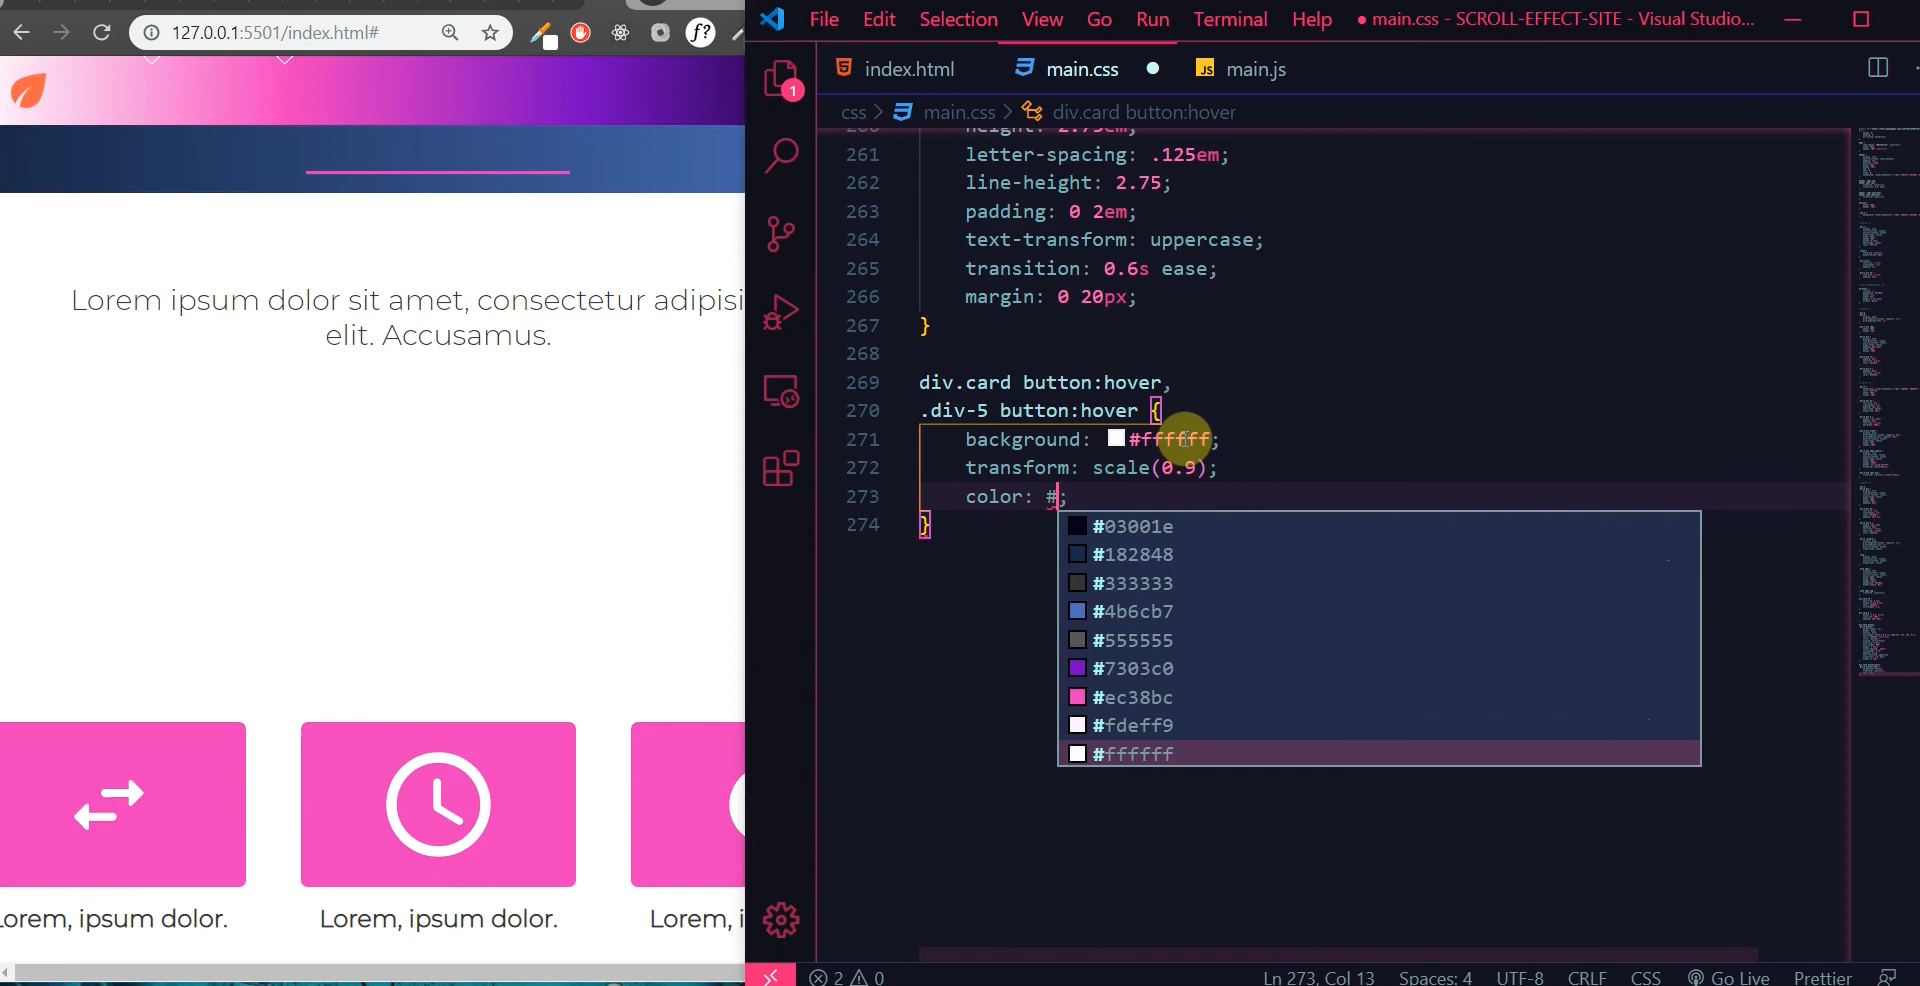 127.0.0.1:5501/index.html#
f?
Lorem ipsum dolor sit amet, consectetur adipisi
elit. Accusamus.
orem, ipsum dolor.
Lorem, ipsum dolor.
Lorem, i
File Edit Selection View Go Run Terminal Help
● main.css - SCROLL-EFFECT-SITE - Visual Studio...
1
index.html
main.css
JS main.js
css > main.css > div.card button:hover
260 height: 2.75em;
261 letter-spacing: .125em;
262 line-height: 2.75;
263 padding: 0 2em;
264 text-transform: uppercase;
265 transition: 0.6s ease;
266 margin: 0 20px;
267 }
268
269 div.card button:hover,
270 .div-5 button:hover {
271 background: #ffffff;
272 transform: scale(0.9);
273 color: #;
274 }
#03001e
#182848
#333333
#4b6cb7
#555555
#7303c0
#ec38bc
#fdeff9
#ffffff
2 0
Ln 273, Col 13 Spaces: 4 UTF-8 CRLF CSS Go Live Prettier